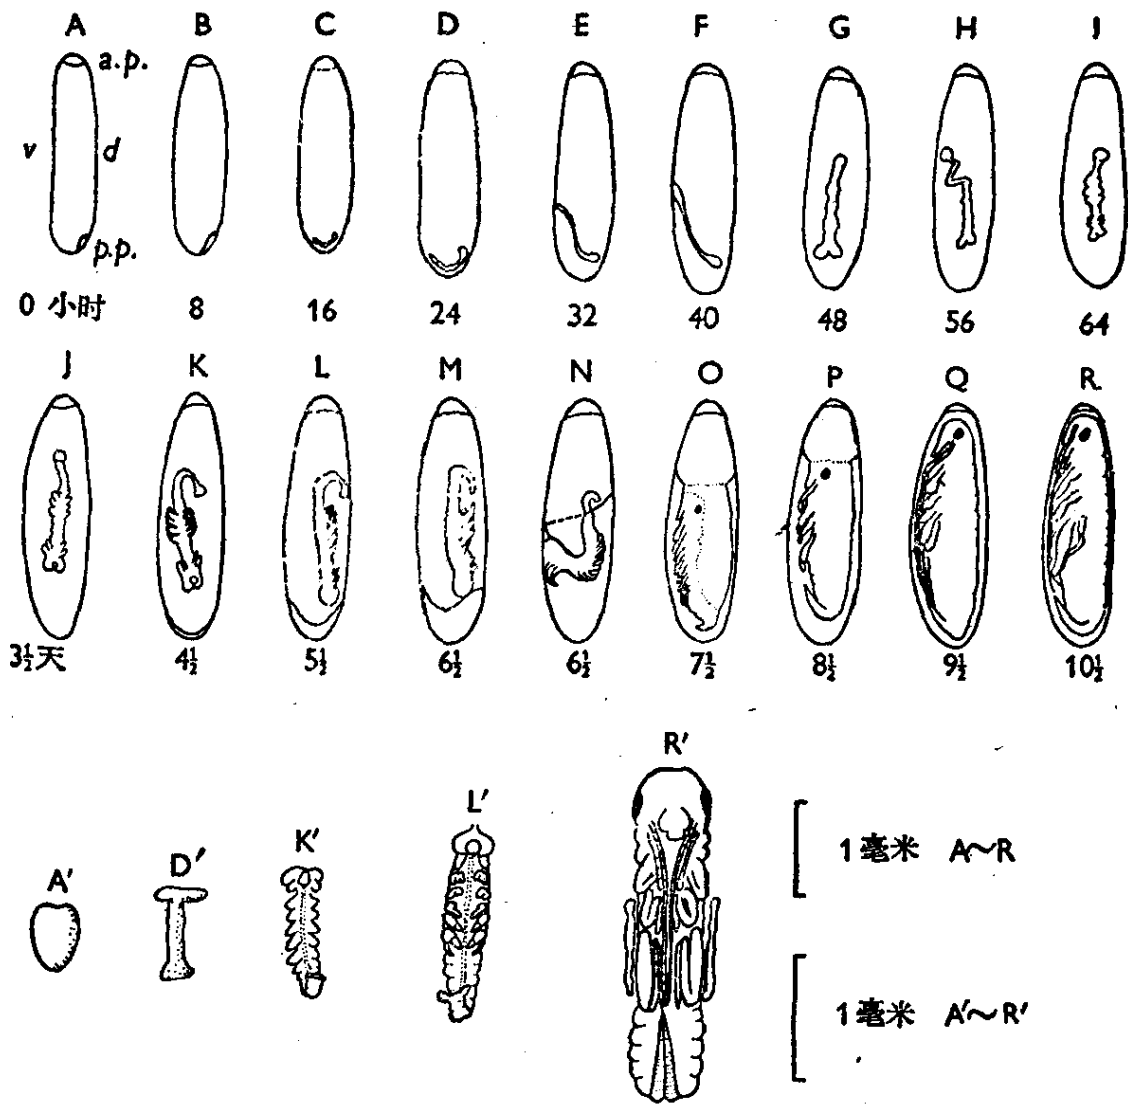 A B C D E F G H I
a.p.
v d
p.p.
0 小时 8 16 24 32 40 48 56 64
J K L M N O P Q R
3½天 4½ 5½ 6½ 6½ 7½ 8½ 9½ 10½
R′
L′
K′
D′
A′
1毫米 A～R
1毫米 A′～R′